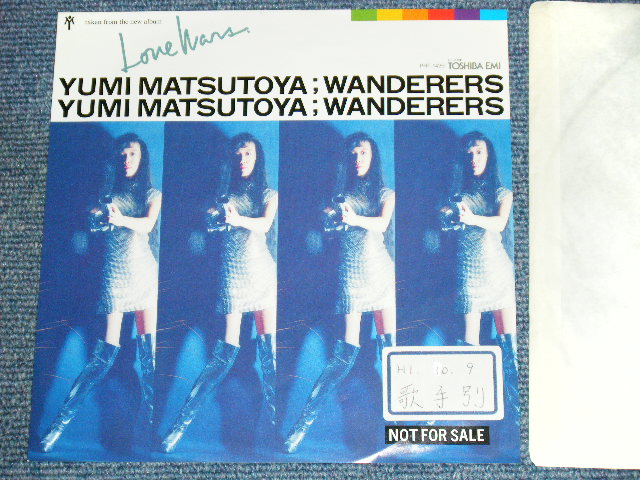 taken from the new album
Love Wars.
TOSHIBA EMI
YUMI MATSUTOYA ; WANDERERS
YUMI MATSUTOYA ; WANDERERS
H1. 10. 9
歌手別
NOT FOR SALE